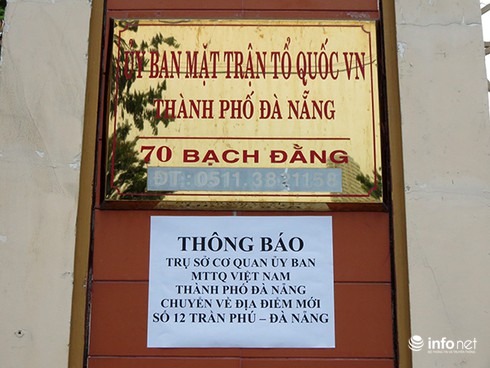 ỦY BAN MẶT TRẬN TỔ QUỐC VN
THÀNH PHỐ ĐÀ NẴNG
70 BẠCH ĐẰNG
ĐT: 0511.3821158
THÔNG BÁO
TRỤ SỞ CƠ QUAN ỦY BAN
MTTQ VIỆT NAM
THÀNH PHỐ ĐÀ NẴNG
CHUYỂN VỀ ĐỊA ĐIỂM MỚI
SỐ 12 TRẦN PHÚ – ĐÀ NẴNG
infonet